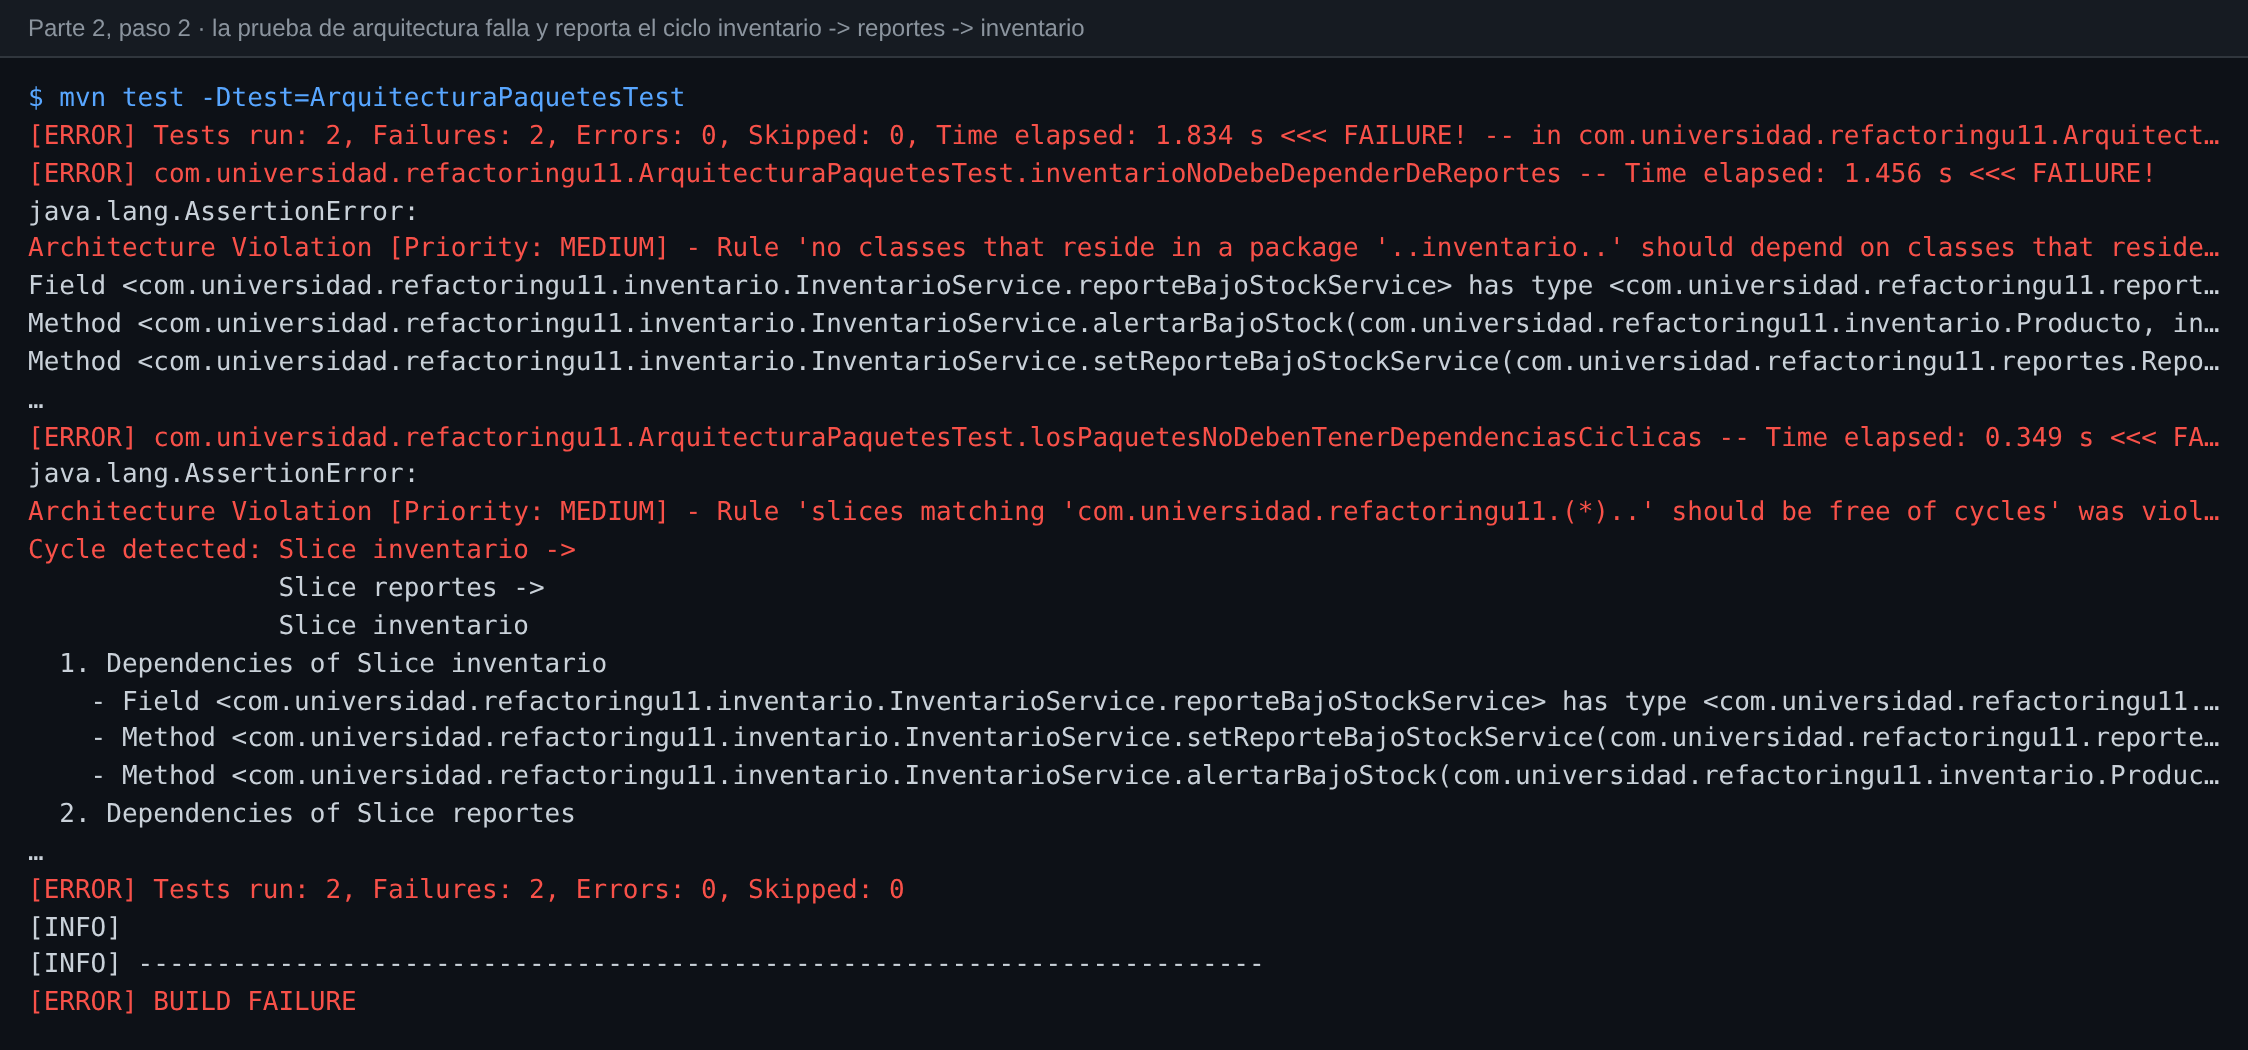 Parte 2, paso 2 · la prueba de arquitectura falla y reporta el ciclo inventario -> reportes -> inventario
$ mvn test -Dtest=ArquitecturaPaquetesTest
[ERROR] Tests run: 2, Failures: 2, Errors: 0, Skipped: 0, Time elapsed: 1.834 s <<< FAILURE! -- in com.universidad.refactoringu11.Arquitect…
[ERROR] com.universidad.refactoringu11.ArquitecturaPaquetesTest.inventarioNoDebeDependerDeReportes -- Time elapsed: 1.456 s <<< FAILURE!
java.lang.AssertionError:
Architecture Violation [Priority: MEDIUM] - Rule 'no classes that reside in a package '..inventario..' should depend on classes that reside…
Field <com.universidad.refactoringu11.inventario.InventarioService.reporteBajoStockService> has type <com.universidad.refactoringu11.report…
Method <com.universidad.refactoringu11.inventario.InventarioService.alertarBajoStock(com.universidad.refactoringu11.inventario.Producto, in…
Method <com.universidad.refactoringu11.inventario.InventarioService.setReporteBajoStockService(com.universidad.refactoringu11.reportes.Repo…
…
[ERROR] com.universidad.refactoringu11.ArquitecturaPaquetesTest.losPaquetesNoDebenTenerDependenciasCiclicas -- Time elapsed: 0.349 s <<< FA…
java.lang.AssertionError:
Architecture Violation [Priority: MEDIUM] - Rule 'slices matching 'com.universidad.refactoringu11.(*)..' should be free of cycles' was viol…
Cycle detected: Slice inventario ->
                Slice reportes ->
                Slice inventario
  1. Dependencies of Slice inventario
    - Field <com.universidad.refactoringu11.inventario.InventarioService.reporteBajoStockService> has type <com.universidad.refactoringu11.…
    - Method <com.universidad.refactoringu11.inventario.InventarioService.setReporteBajoStockService(com.universidad.refactoringu11.reporte…
    - Method <com.universidad.refactoringu11.inventario.InventarioService.alertarBajoStock(com.universidad.refactoringu11.inventario.Produc…
  2. Dependencies of Slice reportes
…
[ERROR] Tests run: 2, Failures: 2, Errors: 0, Skipped: 0
[INFO]
[INFO] ------------------------------------------------------------------------
[ERROR] BUILD FAILURE